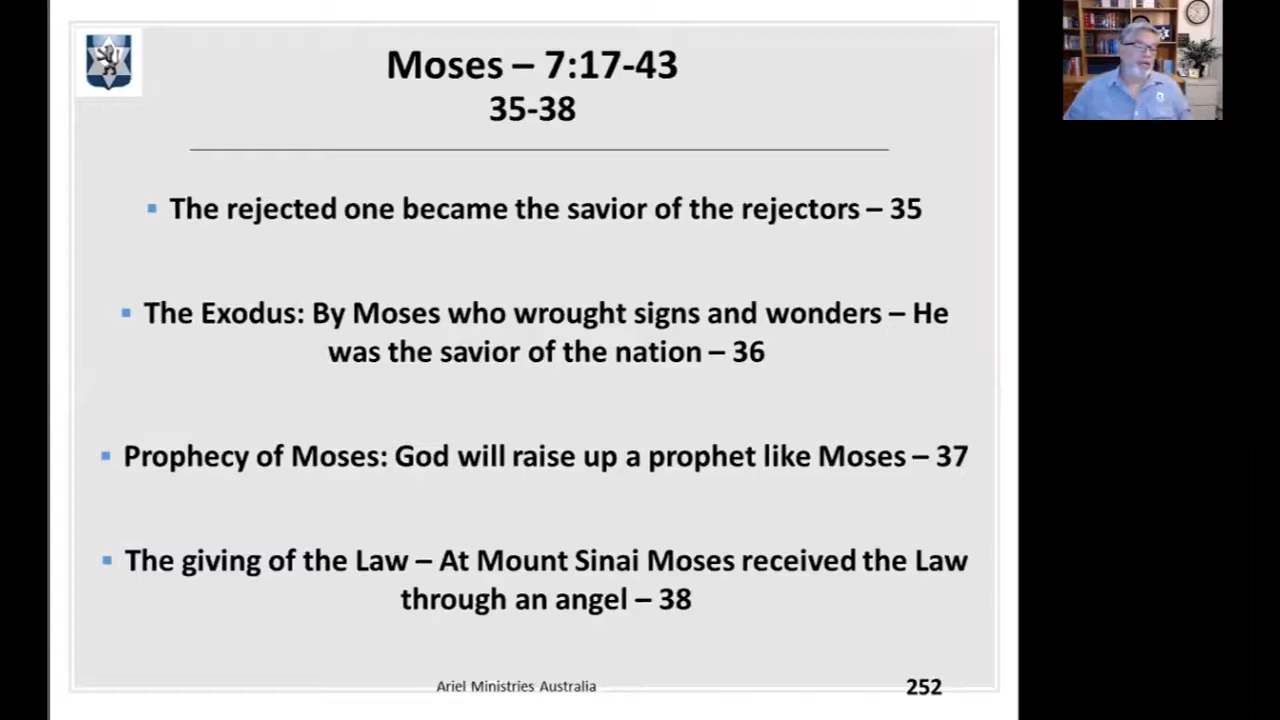 Moses – 7:17-43
35-38
▪ The rejected one became the savior of the rejectors – 35
▪ The Exodus: By Moses who wrought signs and wonders – He
was the savior of the nation – 36
▪ Prophecy of Moses: God will raise up a prophet like Moses – 37
▪ The giving of the Law – At Mount Sinai Moses received the Law
through an angel – 38
Ariel Ministries Australia
252